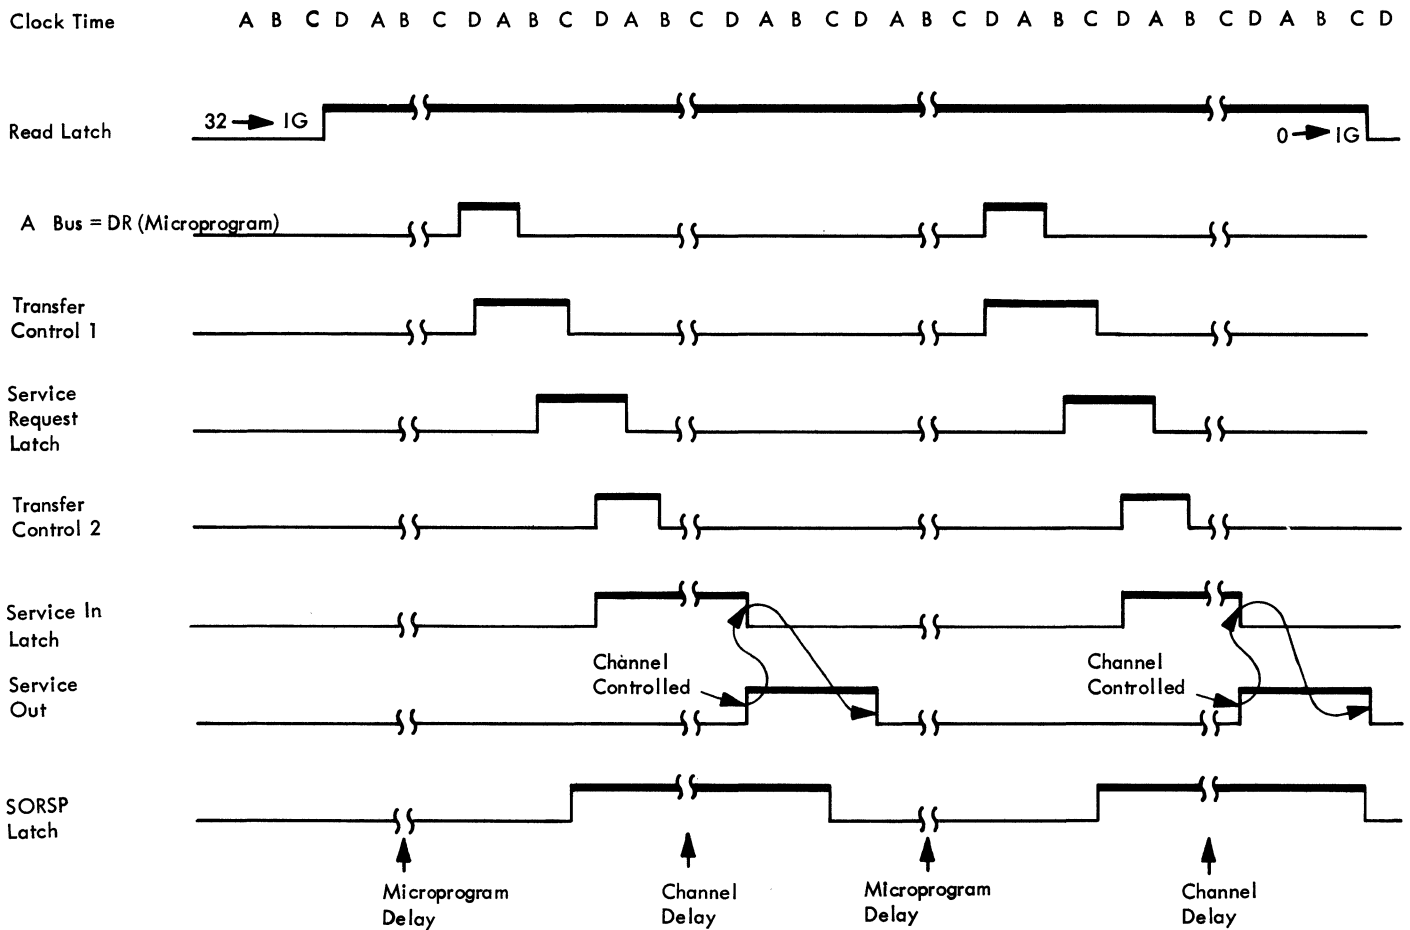 Clock Time A B C D A B C D A B C D A B C D A B C D A B C D A B C D A B C D A B C D
32 → IG
Read Latch
0 → IG
A Bus = DR (Microprogram)
Transfer
Control 1
Service
Request
Latch
Transfer
Control 2
Service In
Latch
Channel
Controlled
Channel
Controlled
Service
Out
SORSP
Latch
Microprogram
Delay
Channel
Delay
Microprogram
Delay
Channel
Delay